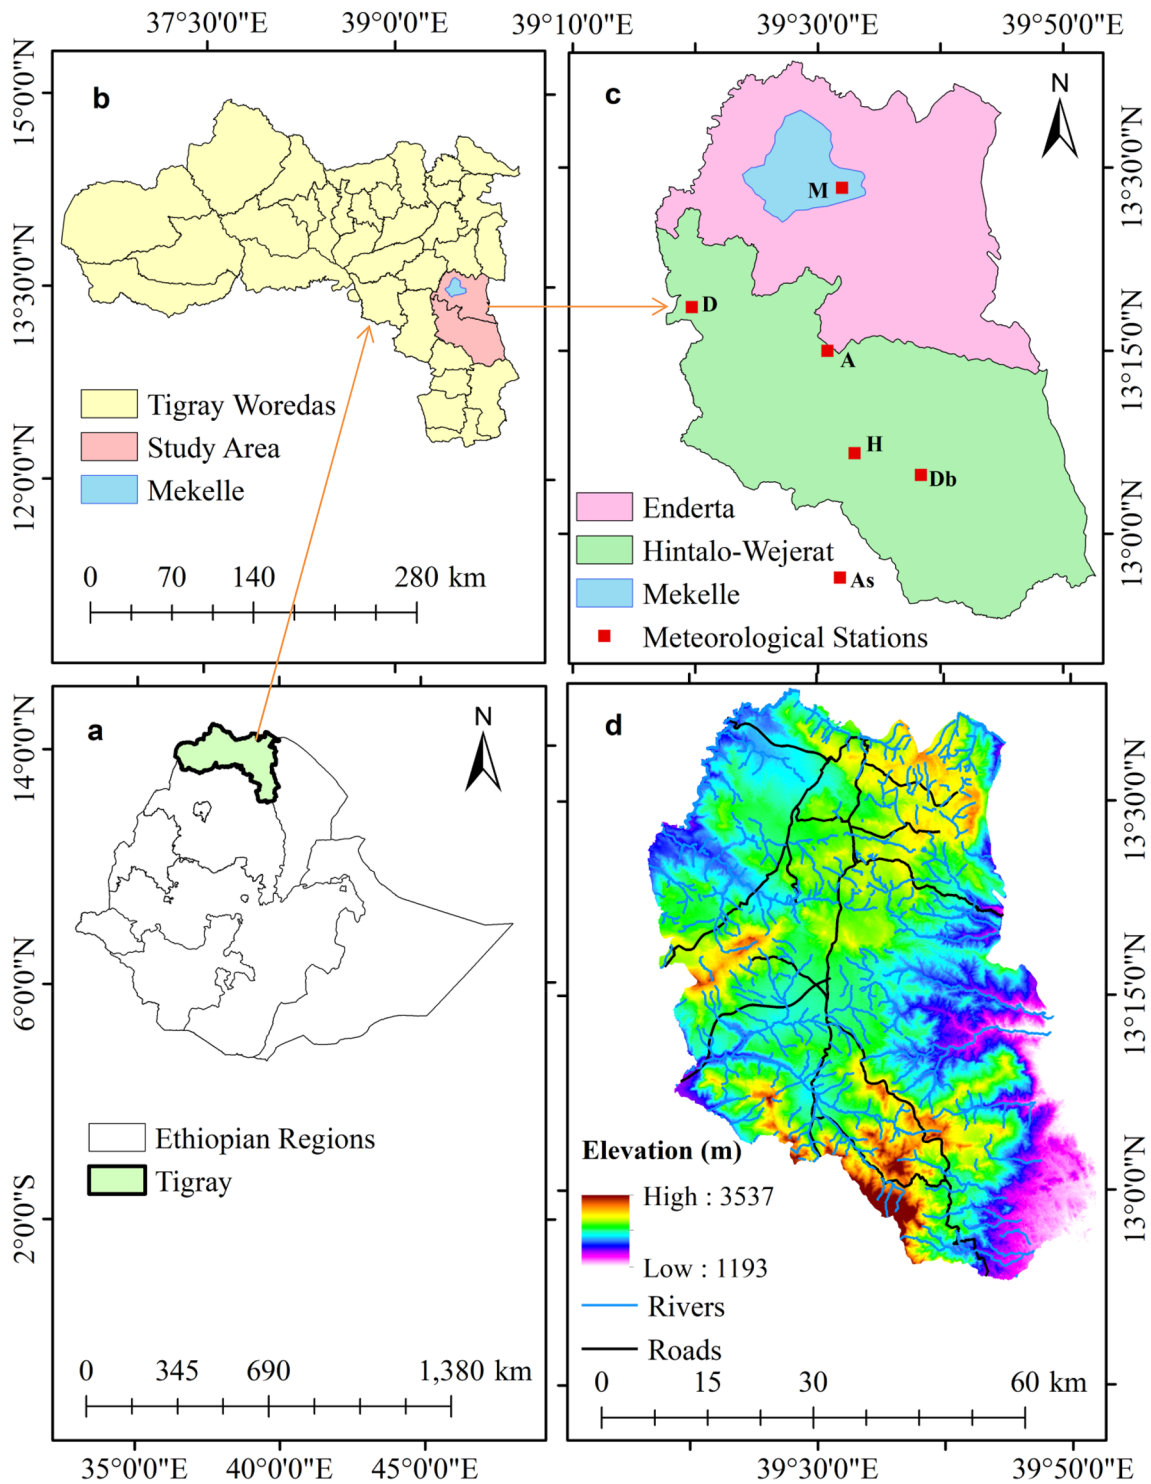 37°30'0"E
39°0'0"E
39°10'0"E
39°30'0"E
39°50'0"E
15°0'0"N
13°30'0"N
12°0'0"N
b
Tigray Woredas
Study Area
Mekelle
0 70 140 280 km
c
N
M
D
A
H
Db
As
Enderta
Hintalo-Wejerat
Mekelle
Meteorological Stations
13°30'0"N
13°15'0"N
13°0'0"N
a
N
14°0'0"N
6°0'0"N
2°0'0"S
Ethiopian Regions
Tigray
0 345 690 1,380 km
35°0'0"E
40°0'0"E
45°0'0"E
d
Elevation (m)
High : 3537
Low : 1193
Rivers
Roads
0 15 30 60 km
13°30'0"N
13°15'0"N
13°0'0"N
39°30'0"E
39°50'0"E